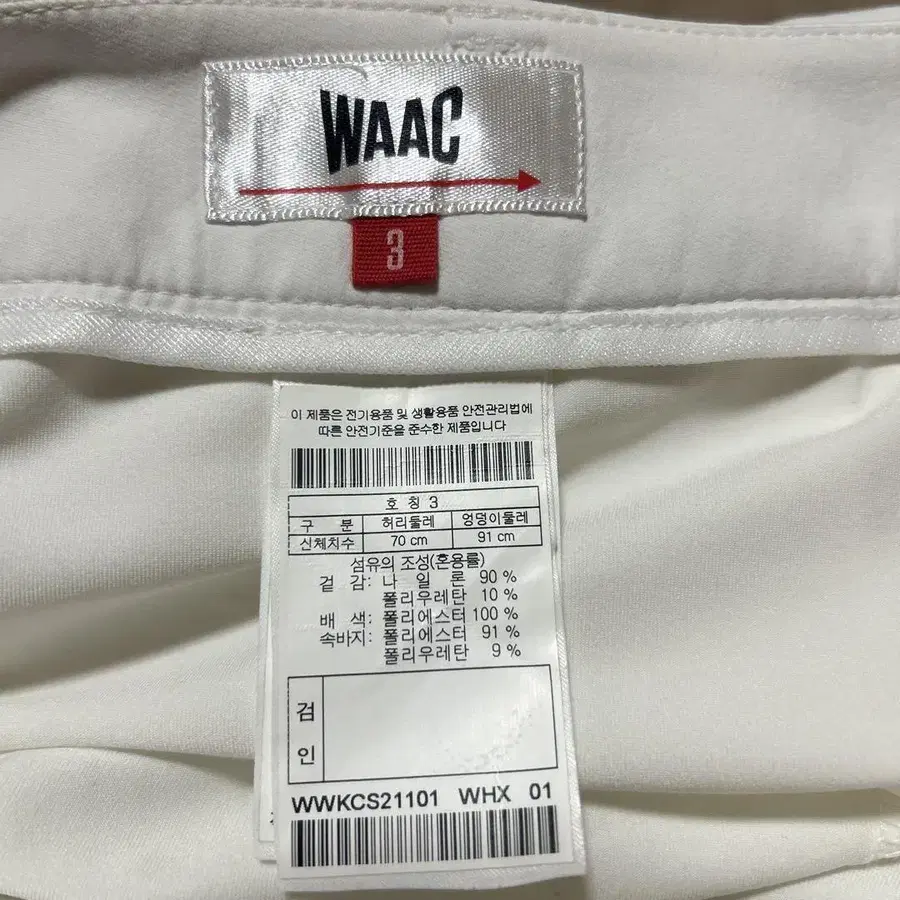 WAAC
3
이 제품은 전기용품 및 생활용품 안전관리법에
따른 안전기준을 준수한 제품입니다
호 칭 3
구 분 허리둘레 엉덩이둘레
신체치수 70 cm 91 cm
섬유의 조성(혼용률)
겉 감: 나 일 론 90 %
폴리우레탄 10 %
배 색: 폴리에스터 100 %
속바지: 폴리에스터 91 %
폴리우레탄 9 %
검
인
WWKCS21101 WHX 01